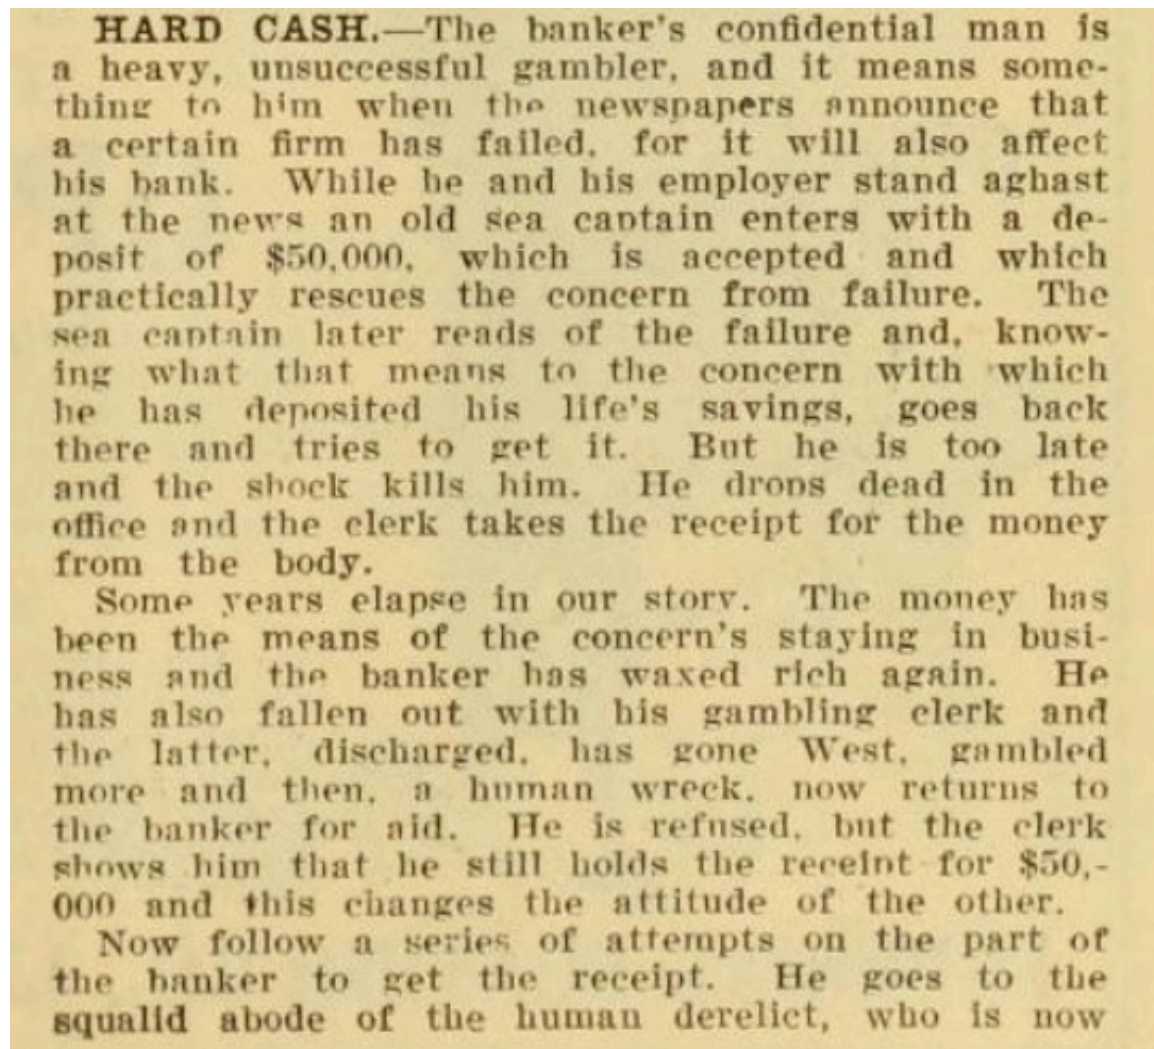 HARD CASH.—The banker's confidential man is
a heavy, unsuccessful gambler, and it means some-
thing to him when the newspapers announce that
a certain firm has failed, for it will also affect
his bank. While he and his employer stand aghast
at the news an old sea captain enters with a de-
posit of $50,000, which is accepted and which
practically rescues the concern from failure. The
sea captain later reads of the failure and, know-
ing what that means to the concern with which
he has deposited his life's savings, goes back
there and tries to get it. But he is too late
and the shock kills him. He drops dead in the
office and the clerk takes the receipt for the money
from the body.
Some years elapse in our story. The money has
been the means of the concern's staying in busi-
ness and the banker has waxed rich again. He
has also fallen out with his gambling clerk and
the latter, discharged, has gone West, gambled
more and then, a human wreck, now returns to
the banker for aid. He is refused, but the clerk
shows him that he still holds the receipt for $50,-
000 and this changes the attitude of the other.
Now follow a series of attempts on the part of
the banker to get the receipt. He goes to the
squalid abode of the human derelict, who is now